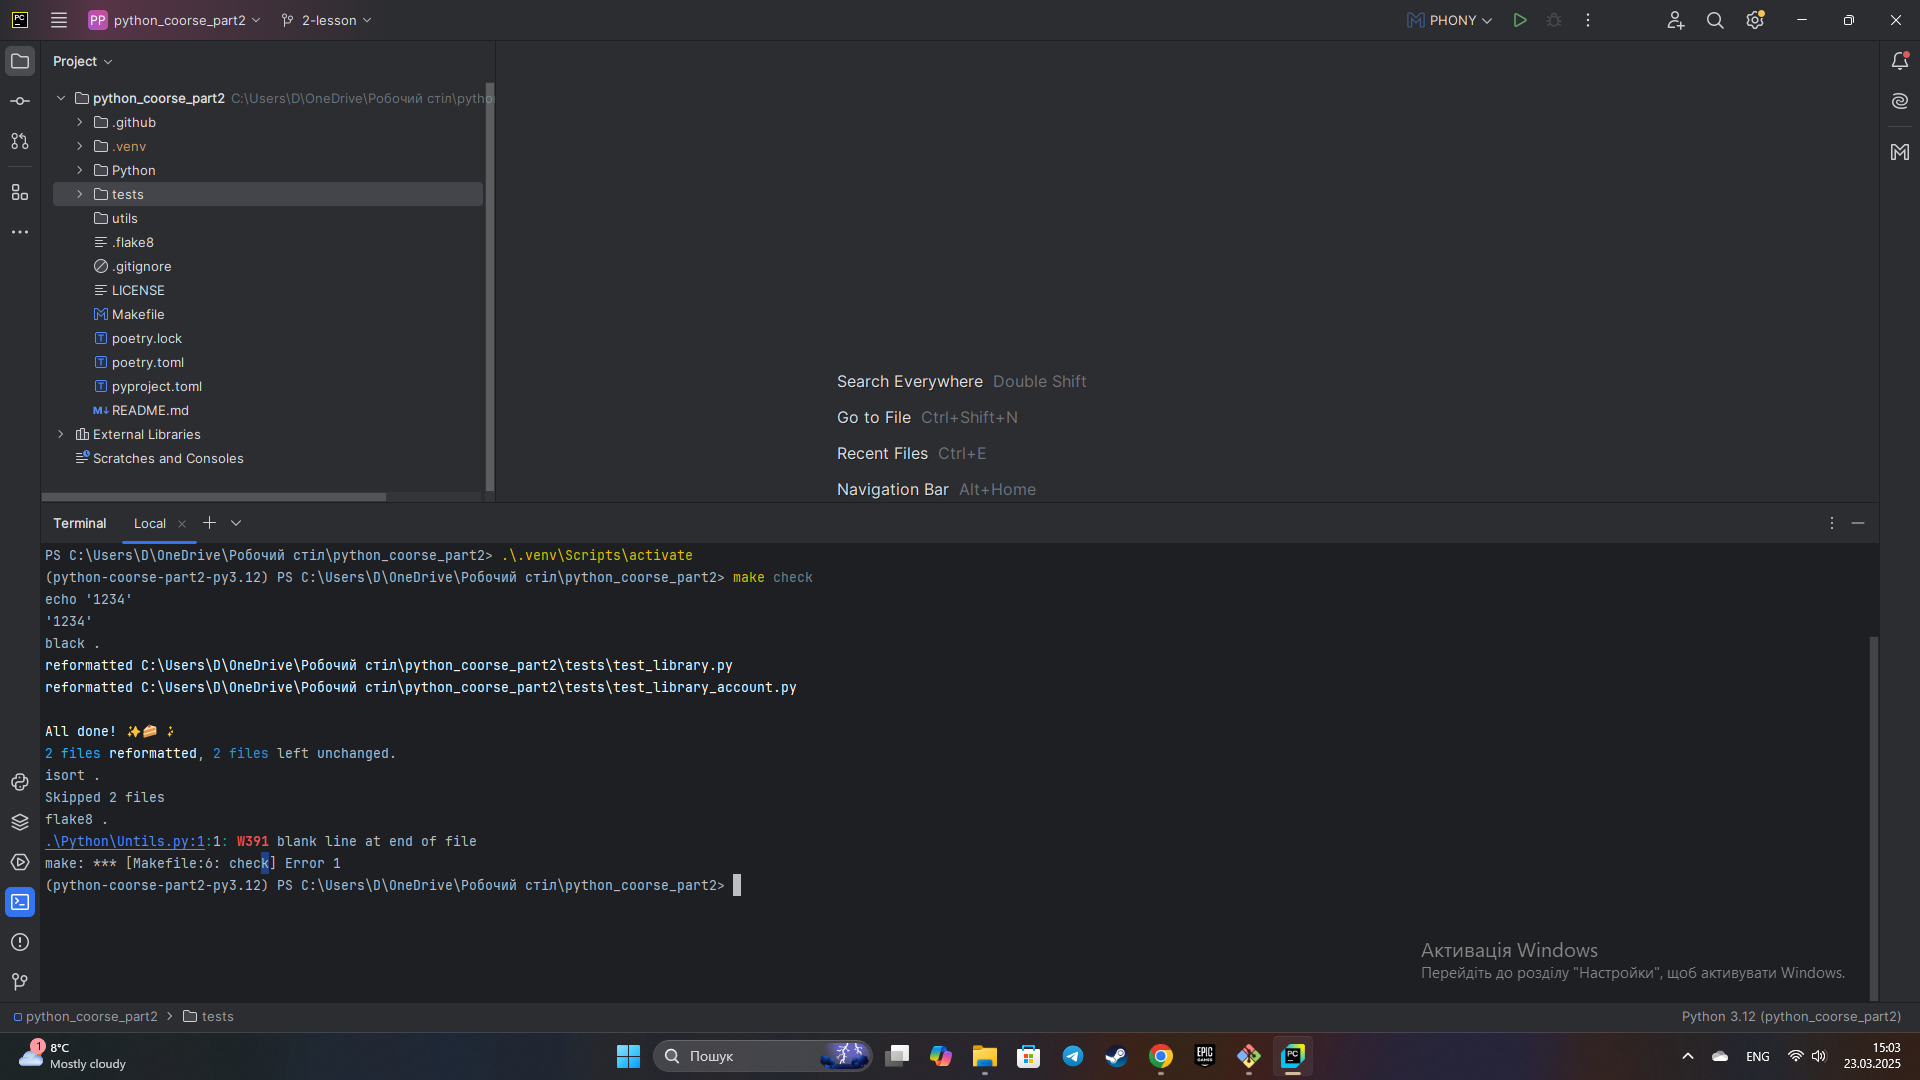 PC
PP python_coorse_part2 2-lesson PHONY
Project
python_coorse_part2 C:\Users\D\OneDrive\Робочий стіл\pytho
.github
.venv
Python
tests
utils
.flake8
.gitignore
LICENSE
Makefile
poetry.lock
poetry.toml
pyproject.toml
README.md
External Libraries
Scratches and Consoles
Search Everywhere Double Shift
Go to File Ctrl+Shift+N
Recent Files Ctrl+E
Navigation Bar Alt+Home
Terminal Local
PS C:\Users\D\OneDrive\Робочий стіл\python_coorse_part2> .\.venv\Scripts\activate
(python-coorse-part2-py3.12) PS C:\Users\D\OneDrive\Робочий стіл\python_coorse_part2> make check
echo '1234'
'1234'
black .
reformatted C:\Users\D\OneDrive\Робочий стіл\python_coorse_part2\tests\test_library.py
reformatted C:\Users\D\OneDrive\Робочий стіл\python_coorse_part2\tests\test_library_account.py
All done! ✨🍰 ✨
2 files reformatted, 2 files left unchanged.
isort .
Skipped 2 files
flake8 .
.\Python\Untils.py:1:1: W391 blank line at end of file
make: *** [Makefile:6: check] Error 1
(python-coorse-part2-py3.12) PS C:\Users\D\OneDrive\Робочий стіл\python_coorse_part2>
Активація Windows
Перейдіть до розділу "Настройки", щоб активувати Windows.
python_coorse_part2 > tests Python 3.12 (python_coorse_part2)
1 8°C
Mostly cloudy
Пошук
EPIC GAMES
PC
ENG
15:03
23.03.2025